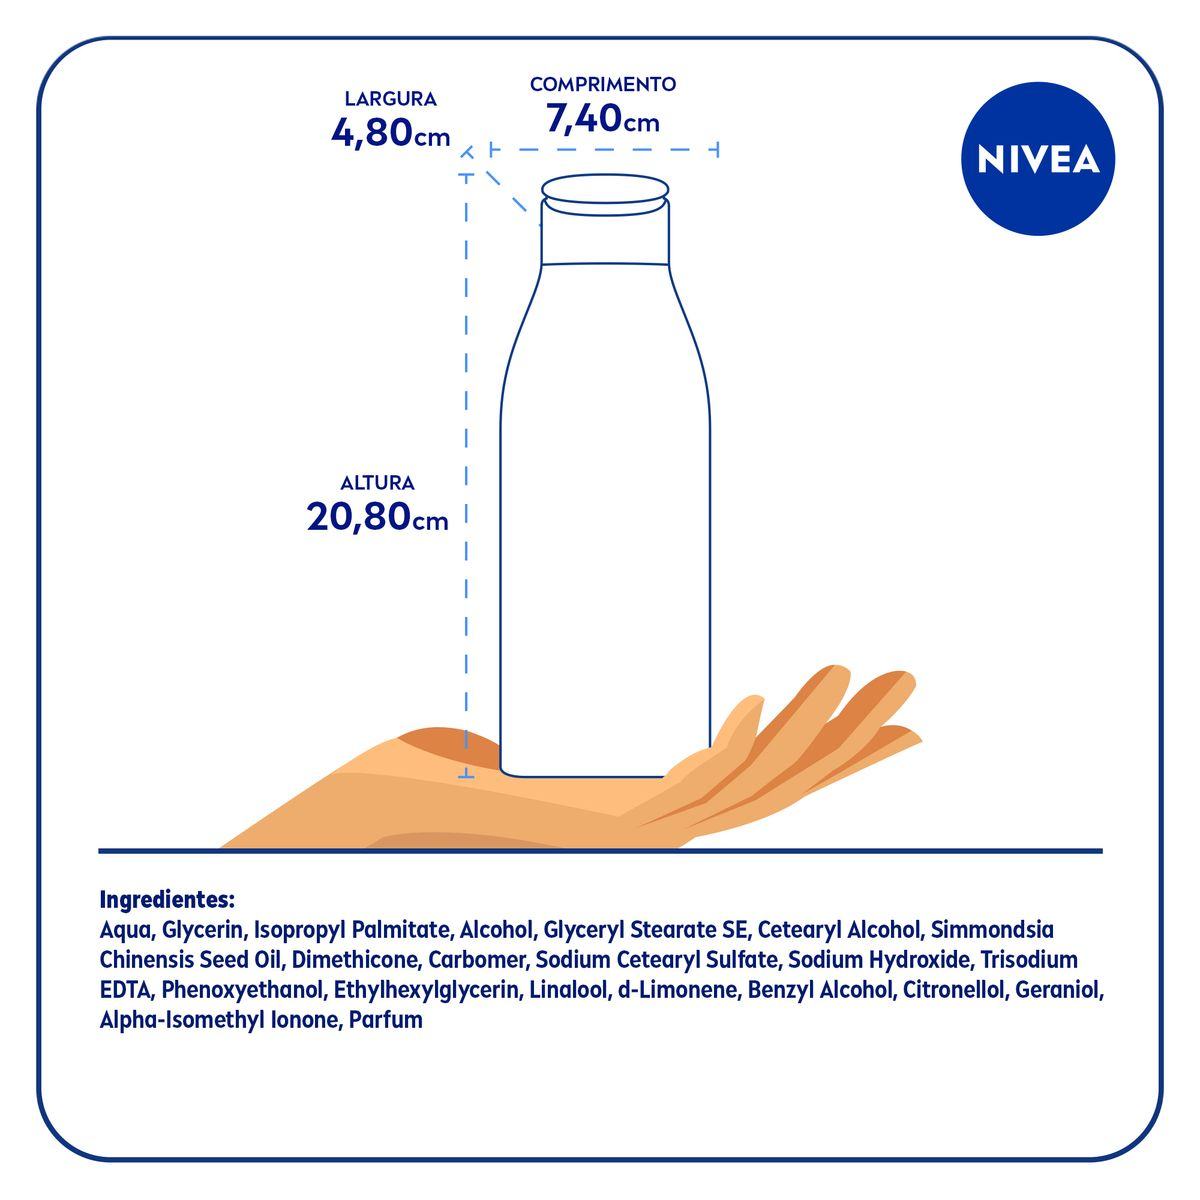 LARGURA
4,80cm
COMPRIMENTO
7,40cm
NIVEA
ALTURA
20,80cm
Ingredientes:
Aqua, Glycerin, Isopropyl Palmitate, Alcohol, Glyceryl Stearate SE, Cetearyl Alcohol, Simmondsia
Chinensis Seed Oil, Dimethicone, Carbomer, Sodium Cetearyl Sulfate, Sodium Hydroxide, Trisodium
EDTA, Phenoxyethanol, Ethylhexylglycerin, Linalool, d-Limonene, Benzyl Alcohol, Citronellol, Geraniol,
Alpha-Isomethyl Ionone, Parfum